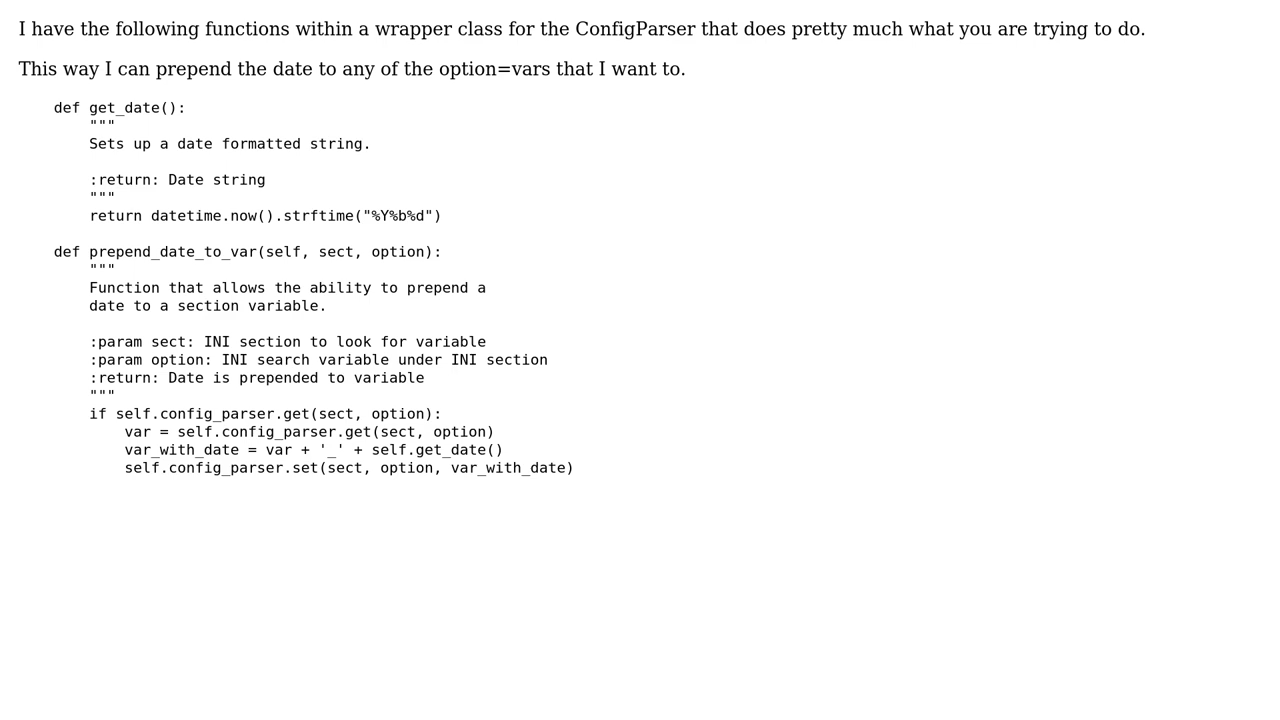 I have the following functions within a wrapper class for the ConfigParser that does pretty much what you are trying to do.
This way I can prepend the date to any of the option=vars that I want to.
def get_date():
    """
    Sets up a date formatted string.

    :return: Date string
    """
    return datetime.now().strftime("%Y%b%d")

def prepend_date_to_var(self, sect, option):
    """
    Function that allows the ability to prepend a
    date to a section variable.

    :param sect: INI section to look for variable
    :param option: INI search variable under INI section
    :return: Date is prepended to variable
    """
    if self.config_parser.get(sect, option):
        var = self.config_parser.get(sect, option)
        var_with_date = var + '_' + self.get_date()
        self.config_parser.set(sect, option, var_with_date)